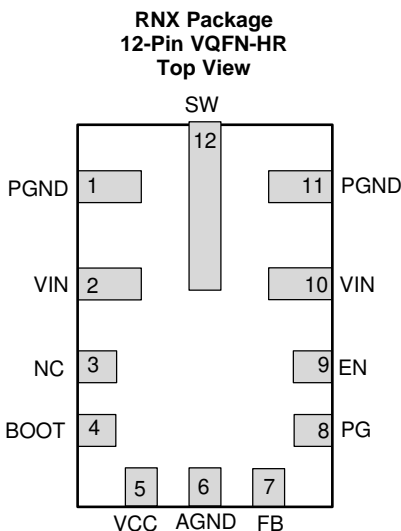 RNX Package
12-Pin VQFN-HR
Top View
SW
12
PGND 1 11 PGND
VIN 2 10 VIN
NC 3 9 EN
BOOT 4 8 PG
5 6 7
VCC AGND FB